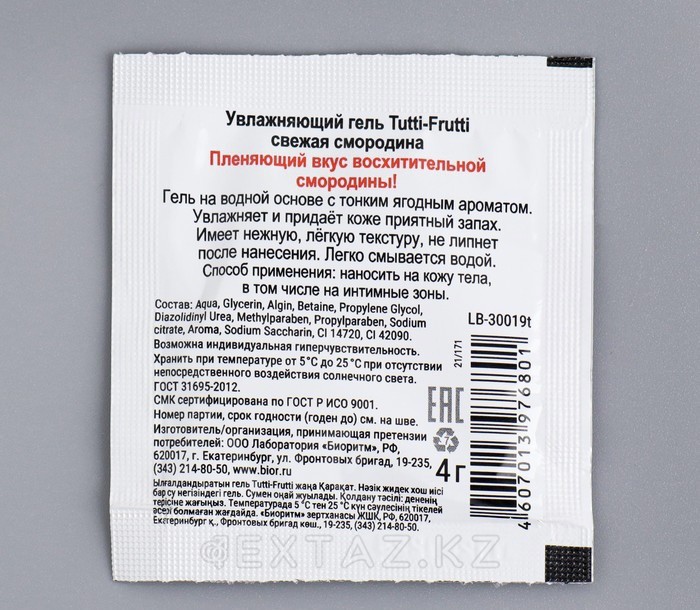 Увлажняющий гель Tutti-Frutti
свежая смородина
Пленяющий вкус восхитительной
смородины!
Гель на водной основе с тонким ягодным ароматом.
Увлажняет и придаёт коже приятный запах.
Имеет нежную, лёгкую текстуру, не липнет
после нанесения. Легко смывается водой.
Способ применения: наносить на кожу тела,
в том числе на интимные зоны.
Состав: Aqua, Glycerin, Algin, Betaine, Propylene Glycol,
Diazolidinyl Urea, Methylparaben, Propylparaben, Sodium
citrate, Aroma, Sodium Saccharin, CI 14720, CI 42090.
Возможна индивидуальная гиперчувствительность.
Хранить при температуре от 5°С до 25°С при отсутствии
непосредственного воздействия солнечного света.
ГОСТ 31695-2012.
СМК сертифицирована по ГОСТ Р ИСО 9001.
Номер партии, срок годности (годен до) см. на шве.
Изготовитель/организация, принимающая претензии
потребителей: ООО Лаборатория «Биоритм», РФ,
620017, г. Екатеринбург, ул. Фронтовых бригад, 19-235,
(343) 214-80-50, www.bior.ru
Ылғалдандыратын гель Tutti-Frutti жаңа Қарақат. Нәзік жидек хош иісі
бар су негізіндегі гель. Сумен оңай жуылады. Қолдану тәсілі: дененің
терісіне жағыңыз. Температурада 5 °С тен 25 °С күн сәулесінің тікелей
әсері болмаған жағдайда. «Биоритм» зертханасы ЖШҚ, РФ, 620017,
Екатеринбург қ., Фронтовых бригад көш., 19-235, (343) 214-80-50.
LB-30019t
21/171
EAC
7
4 г
4607013976801
EXTAZ.KZ